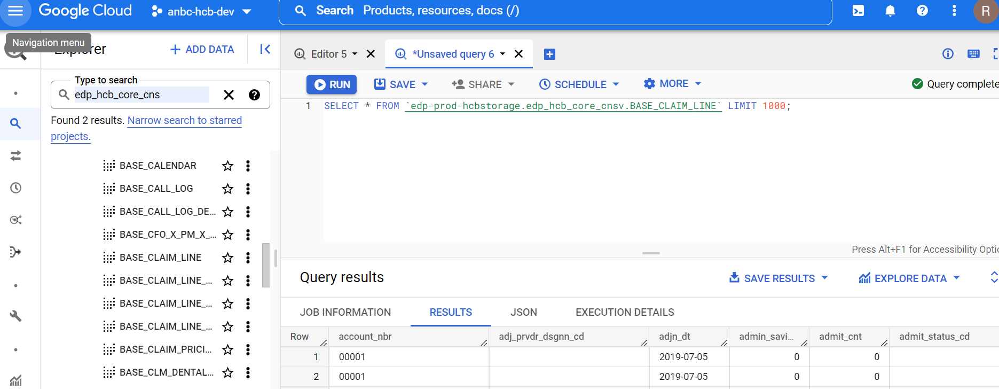 Google Cloud
anbc-hcb-dev
Search Products, resources, docs (/)
R
Navigation menu
ADD DATA
Editor 5
*Unsaved query 6
Type to search
edp_hcb_core_cns
Found 2 results. Narrow search to starred
projects.
RUN
SAVE
SHARE
SCHEDULE
MORE
Query complete
1 SELECT * FROM `edp-prod-hcbstorage.edp_hcb_core_cnsv.BASE_CLAIM_LINE` LIMIT 1000;
BASE_CALENDAR
BASE_CALL_LOG
BASE_CALL_LOG_DE...
BASE_CFO_X_PM_X_...
BASE_CLAIM_LINE
BASE_CLAIM_LINE_...
BASE_CLAIM_LINE_...
BASE_CLAIM_LINE_...
BASE_CLAIM_PRICI...
BASE_CLM_DENTAL...
Press Alt+F1 for Accessibility Optic
Query results
SAVE RESULTS
EXPLORE DATA
JOB INFORMATION
RESULTS
JSON
EXECUTION DETAILS
Row account_nbr adj_prvdr_dsgnn_cd adjn_dt admin_savi... admit_cnt admit_status_cd
1 00001 2019-07-05 0 0
2 00001 2019-07-05 0 0